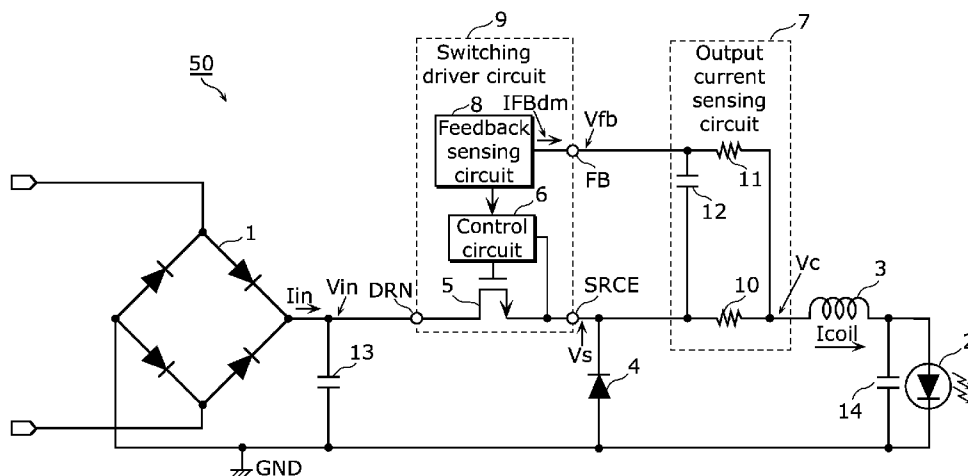 50
9
Switching
driver circuit
IFBdm
8
Feedback
sensing
circuit
Vfb
FB
6
Control
circuit
5
DRN
SRCE
Vs
7
Output
current
sensing
circuit
11
12
10
Vc
3
Icoil
2
14
4
1
Iin
Vin
13
GND